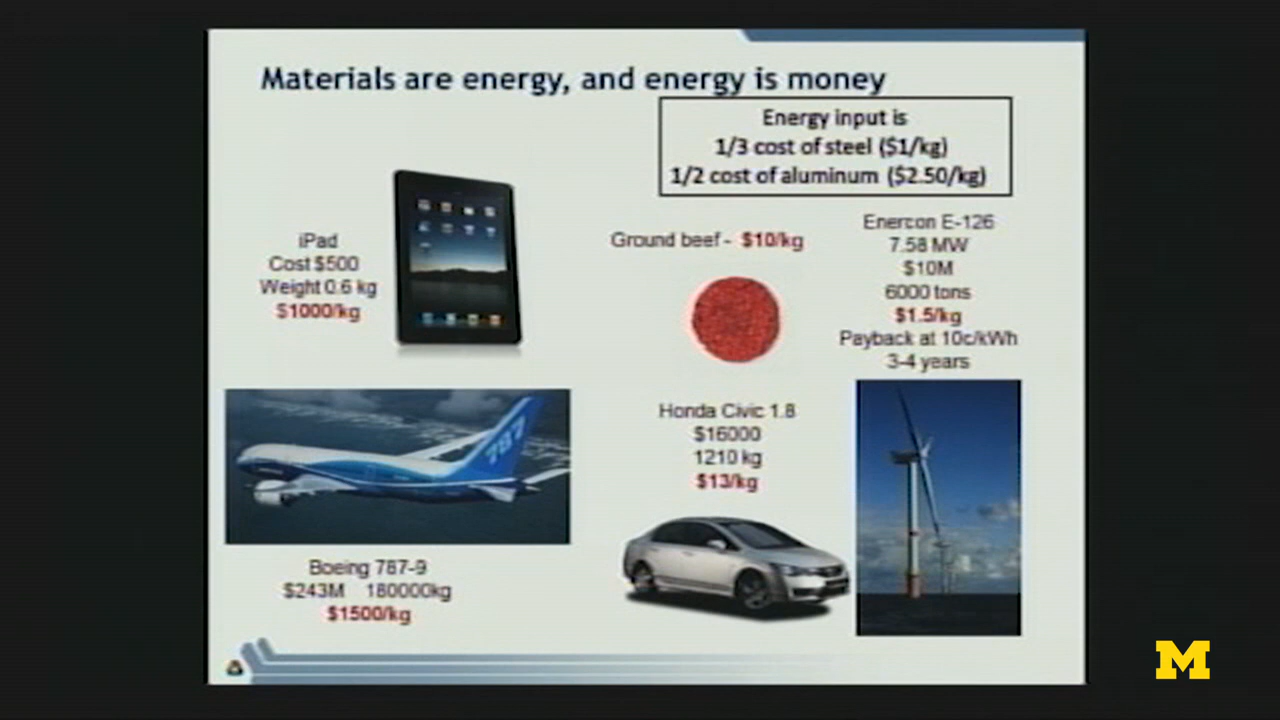 Materials are energy, and energy is money
Energy input is
1/3 cost of steel ($1/kg)
1/2 cost of aluminum ($2.50/kg)
iPad
Cost $500
Weight 0.6 kg
$1000/kg
Ground beef - $10/kg
Enercon E-126
7.58 MW
$10M
6000 tons
$1.5/kg
Payback at 10c/kWh
3-4 years
787
Boeing 787-9
$243M 180000kg
$1500/kg
Honda Civic 1.8
$16000
1210 kg
$13/kg
M